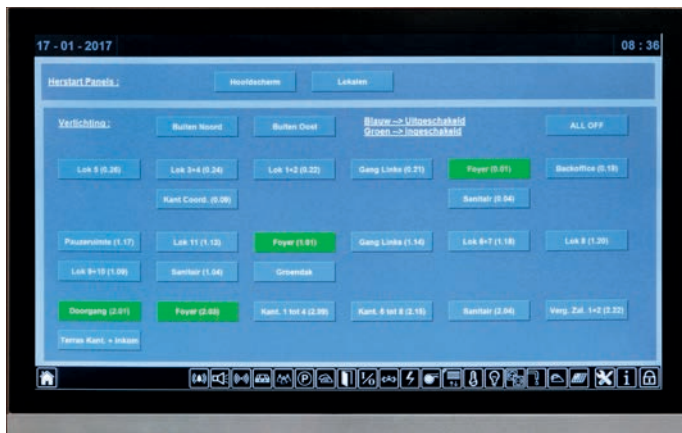 17 - 01 - 2017 08 : 36
Herstart Panels : Hoofdscherm Lokalen
Verlichting : Buiten Noord Buiten Oost Blauw --> Uitgeschakeld ALL OFF
Groen --> Ingeschakeld
Lok 5 (0.26) Lok 3+4 (0.24) Lok 1+2 (0.22) Gang Links (0.21) Foyer (0.01) Backoffice (0.19)
Kant Coord. (0.09) Sanitair (0.04)
Pauzeruimte (1.17) Lok 11 (1.13) Foyer (1.01) Gang Links (1.14) Lok 6+7 (1.18) Lok 8 (1.20)
Lok 9+10 (1.09) Sanitair (1.04) Groendak
Doorgang (2.01) Foyer (2.03) Kant. 1 tot 4 (2.09) Kant. 6 tot 8 (2.15) Sanitair (2.04) Verg. Zal. 1+2 (2.22)
Terras Kant. + Inkom
P 1/0 i